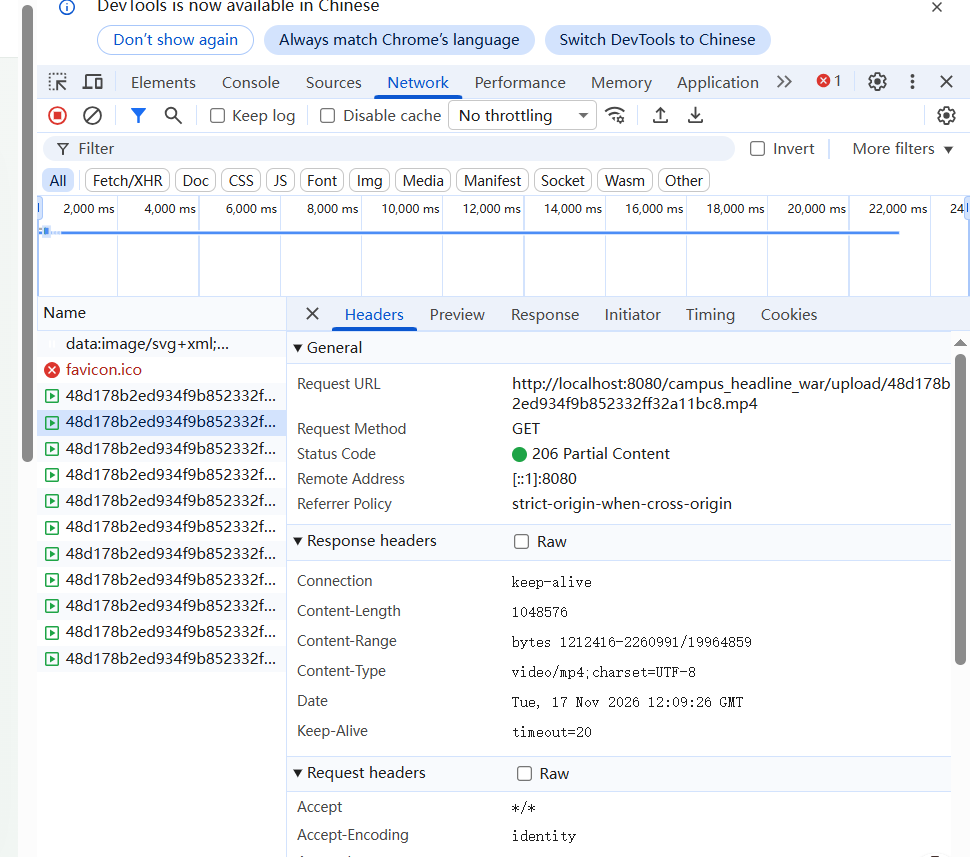 DevTools is now available in Chinese
Don't show again
Always match Chrome's language
Switch DevTools to Chinese
Elements Console Sources Network Performance Memory Application 1
Keep log Disable cache No throttling
Filter Invert More filters
All Fetch/XHR Doc CSS JS Font Img Media Manifest Socket Wasm Other
2,000 ms 4,000 ms 6,000 ms 8,000 ms 10,000 ms 12,000 ms 14,000 ms 16,000 ms 18,000 ms 20,000 ms 22,000 ms 24
Name
data:image/svg+xml;...
favicon.ico
48d178b2ed934f9b852332f...
48d178b2ed934f9b852332f...
48d178b2ed934f9b852332f...
48d178b2ed934f9b852332f...
48d178b2ed934f9b852332f...
48d178b2ed934f9b852332f...
48d178b2ed934f9b852332f...
48d178b2ed934f9b852332f...
48d178b2ed934f9b852332f...
48d178b2ed934f9b852332f...
48d178b2ed934f9b852332f...
Headers Preview Response Initiator Timing Cookies
General
Request URL http://localhost:8080/campus_headline_war/upload/48d178b
2ed934f9b852332ff32a11bc8.mp4
Request Method GET
Status Code 206 Partial Content
Remote Address [::1]:8080
Referrer Policy strict-origin-when-cross-origin
Response headers Raw
Connection keep-alive
Content-Length 1048576
Content-Range bytes 1212416-2260991/19964859
Content-Type video/mp4;charset=UTF-8
Date Tue, 17 Nov 2026 12:09:26 GMT
Keep-Alive timeout=20
Request headers Raw
Accept */*
Accept-Encoding identity